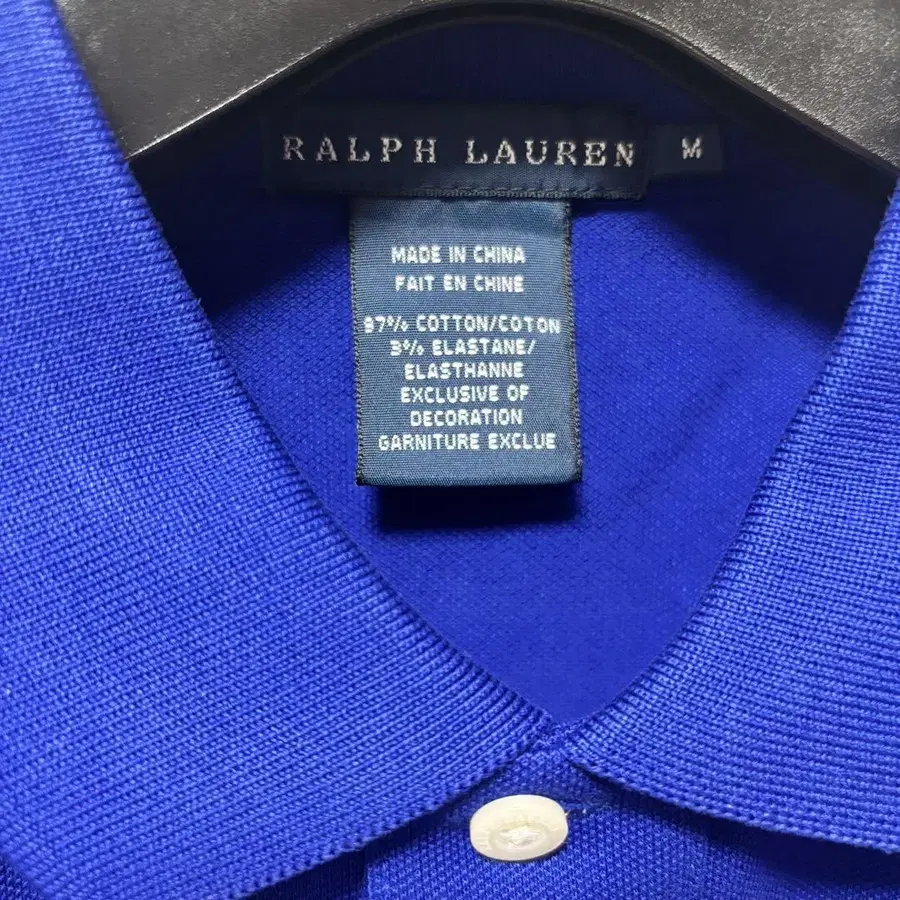 RALPH LAUREN M
MADE IN CHINA
FAIT EN CHINE
97% COTTON/COTON
3% ELASTANE/
ELASTHANNE
EXCLUSIVE OF
DECORATION
GARNITURE EXCLUE